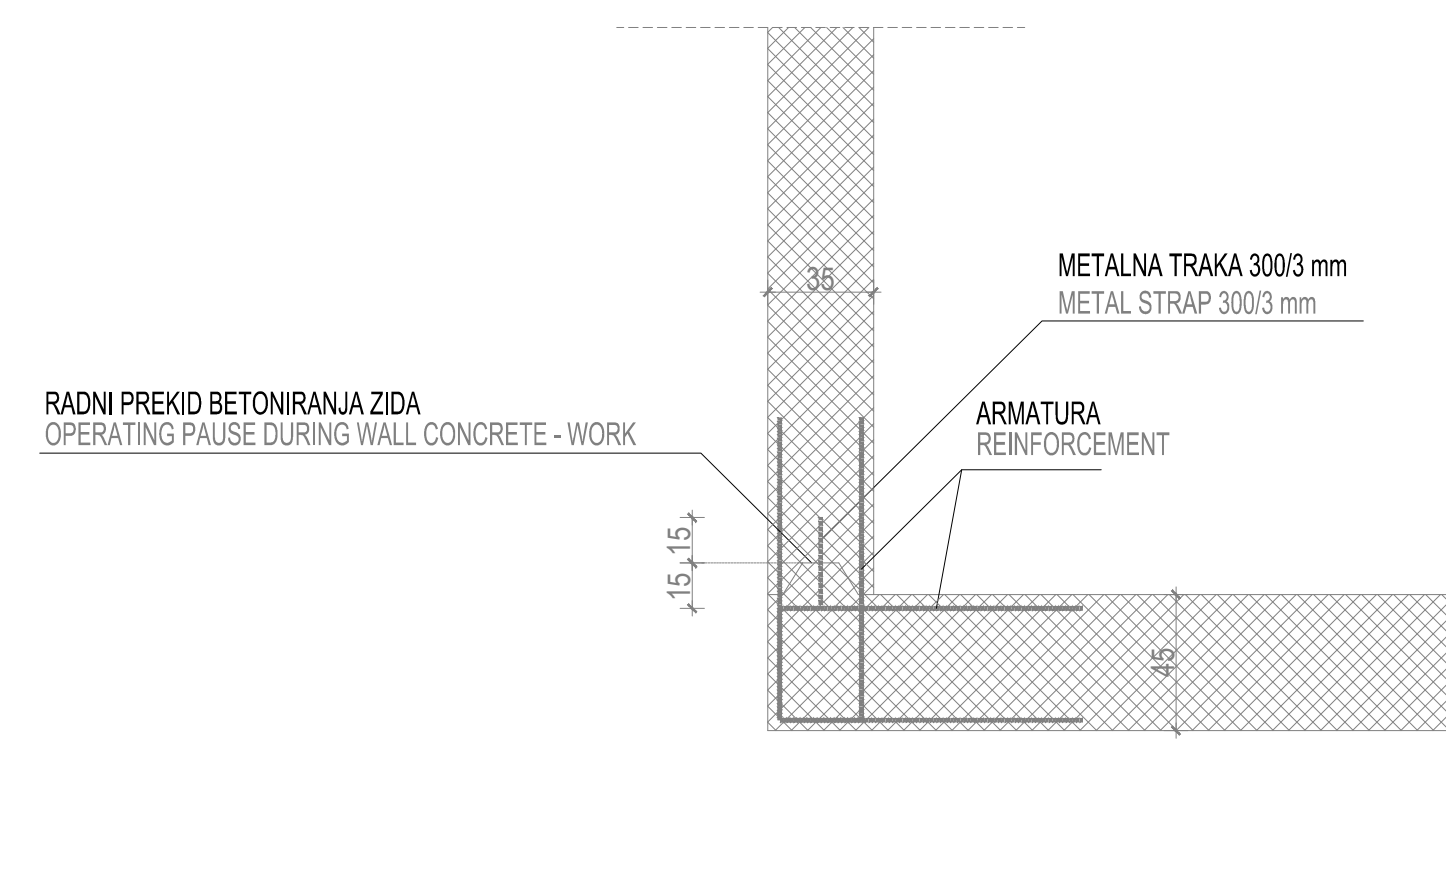 35
METALNA TRAKA 300/3 mm
METAL STRAP 300/3 mm
RADNI PREKID BETONIRANJA ZIDA
OPERATING PAUSE DURING WALL CONCRETE - WORK
ARMATURA
REINFORCEMENT
15
15
45